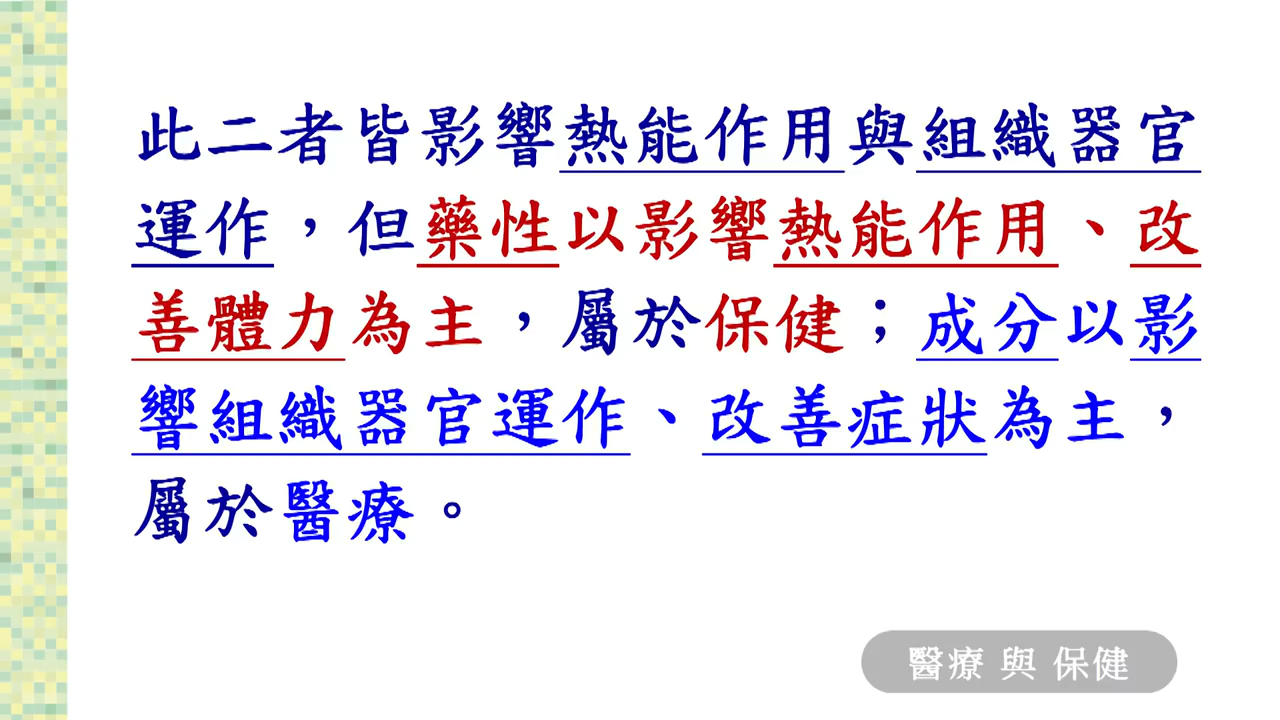 此二者皆影響熱能作用與組織器官
運作，但藥性以影響熱能作用、改
善體力為主，屬於保健；成分以影
響組織器官運作、改善症狀為主，
屬於醫療。
醫療 與 保健